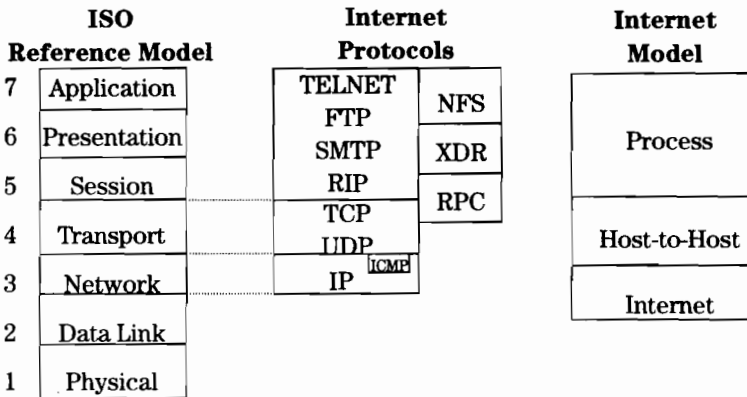 ISO Internet Internet
Reference Model Protocols Model
7 Application TELNET
FTP NFS
6 Presentation SMTP XDR Process
5 Session RIP RPC
TCP
4 Transport UDP Host-to-Host
ICMP
3 Network IP Internet
2 Data Link
1 Physical